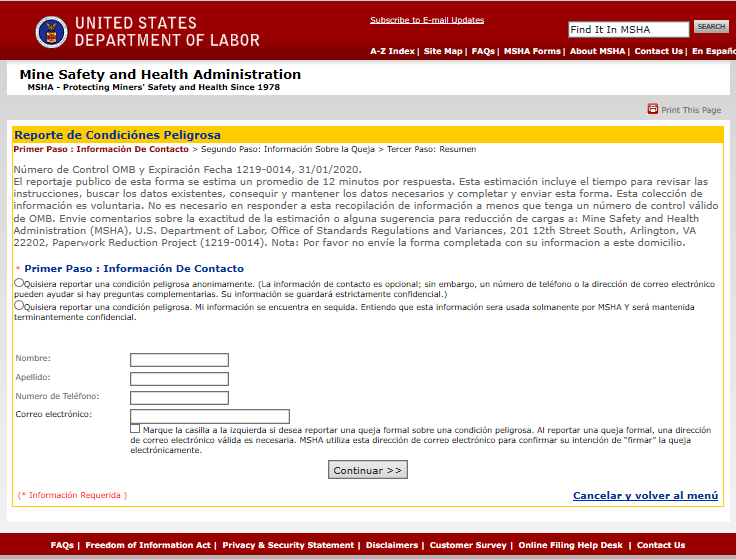 UNITED STATES
DEPARTMENT OF LABOR
Subscribe to E-mail Updates
Find It In MSHA
SEARCH
A-Z Index | Site Map | FAQs | MSHA Forms | About MSHA | Contact Us | En Españo
Mine Safety and Health Administration
MSHA - Protecting Miners' Safety and Health Since 1978
Print This Page
Reporte de Condiciónes Peligrosa
Primer Paso : Información De Contacto > Segundo Paso: Información Sobre la Queja > Tercer Paso: Resumen
Número de Control OMB y Expiración Fecha 1219-0014, 31/01/2020.
El reportaje publico de esta forma se estima un promedio de 12 minutos por respuesta. Esta estimación incluye el tiempo para revisar las
instrucciones, buscar los datos existentes, conseguir y mantener los datos necesarios y completar y enviar esta forma. Esta colección de
información es voluntaria. No es necesario en responder a esta recopilación de información a menos que tenga un número de control válido
de OMB. Envie comentarios sobre la exactitud de la estimación o alguna sugerencia para reducción de cargas a: Mine Safety and Health
Administration (MSHA), U.S. Department of Labor, Office of Standards Regulations and Variances, 201 12th Street South, Arlington, VA
22202, Paperwork Reduction Project (1219-0014). Nota: Por favor no envíe la forma completada con su informacion a este domicilio.
* Primer Paso : Información De Contacto
Quisiera reportar una condición peligrosa anonimamente. (La información de contacto es opcional; sin embargo, un número de teléfono o la dirección de correo electrónico
pueden ayudar si hay preguntas complementarias. Su información se guardará estrictamente confidencial.)
Quisiera reportar una condición peligrosa. Mi información se encuentra en sequida. Entiendo que esta información sera usada solmanente por MSHA Y será mantenida
terminantemente confidencial.
Nombre:
Apellido:
Numero de Teléfono:
Correo electrónico:
Marque la casilla a la izquierda si desea reportar una queja formal sobre una condición peligrosa. Al reportar una queja formal, una dirección
de correo electrónico válida es necesaria. MSHA utiliza esta dirección de correo electrónico para confirmar su intención de “firmar” la queja
electrónicamente.
Continuar >>
(* Información Requerida )
Cancelar y volver al menú
FAQs | Freedom of Information Act | Privacy & Security Statement | Disclaimers | Customer Survey | Online Filing Help Desk | Contact Us